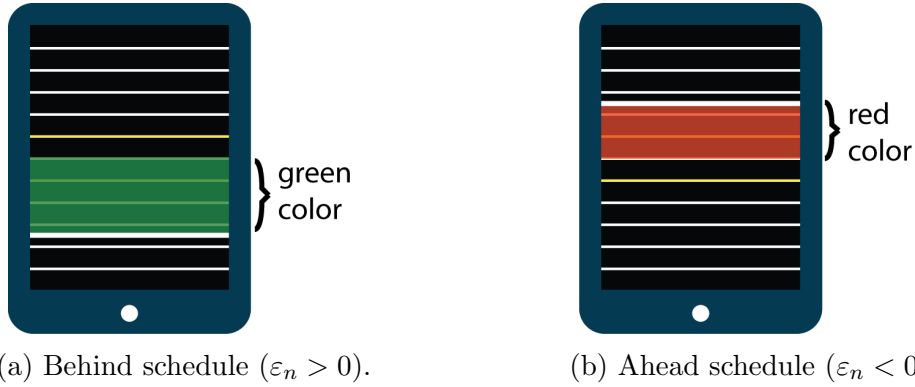 green
color
red
color
(a) Behind schedule (εₙ > 0).
(b) Ahead schedule (εₙ < 0